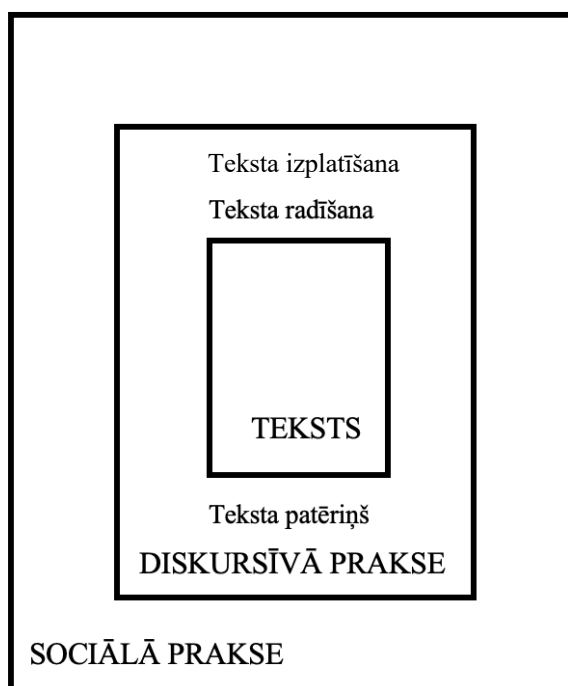 Teksta izplatīšana
Teksta radīšana
TEKSTS
Teksta patēriņš
DISKURSĪVĀ PRAKSE
SOCIĀLĀ PRAKSE